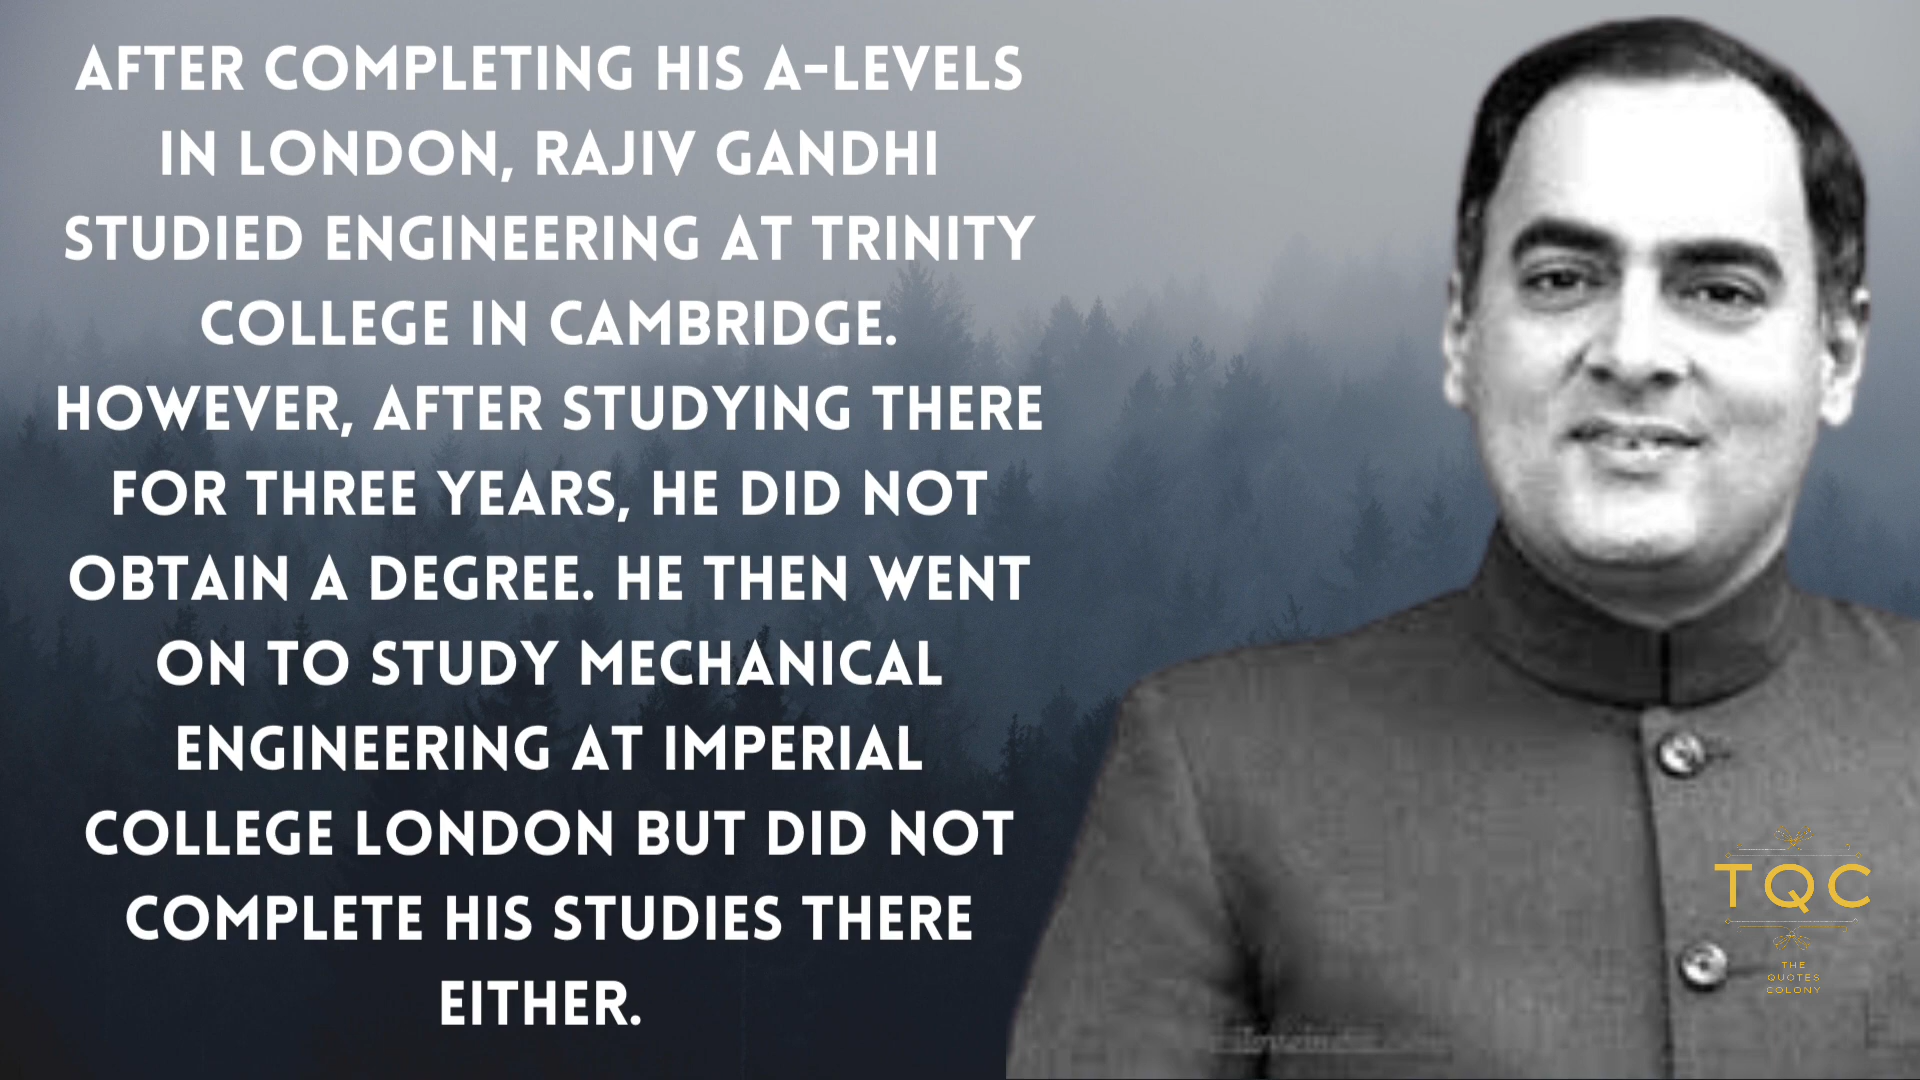 AFTER COMPLETING HIS A-LEVELS
IN LONDON, RAJIV GANDHI
STUDIED ENGINEERING AT TRINITY
COLLEGE IN CAMBRIDGE.
HOWEVER, AFTER STUDYING THERE
FOR THREE YEARS, HE DID NOT
OBTAIN A DEGREE. HE THEN WENT
ON TO STUDY MECHANICAL
ENGINEERING AT IMPERIAL
COLLEGE LONDON BUT DID NOT
COMPLETE HIS STUDIES THERE
EITHER.
TQC
THE
QUOTES
COLONY